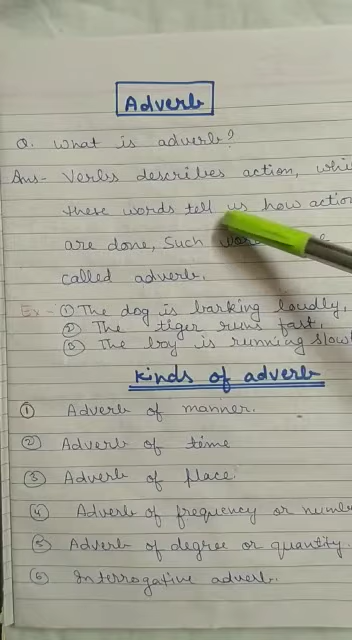 Adverb
Q. What is adverb?
Ans- Verbs describes action,
these words tell us how
are done, Such
called adverb.
Ex- ① The dog is barking loudly,
② The tiger runs fast.
③ The boy is running
Kinds of adverb
① Adverb of manner.
② Adverb of time
③ Adverb of place.
④ Adverb of frequency or
⑤ Adverb of degree or quantity.
⑥ Interrogative adverb.